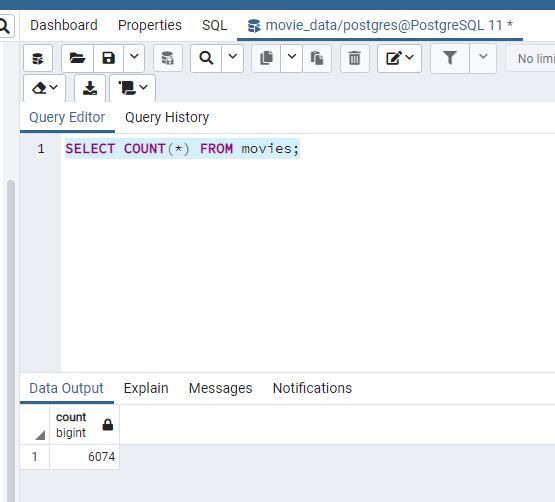 Dashboard Properties SQL movie_data/postgres@PostgreSQL 11 *
No limi
Query Editor Query History
1 SELECT COUNT(*) FROM movies;
Data Output Explain Messages Notifications
count
bigint
1 6074